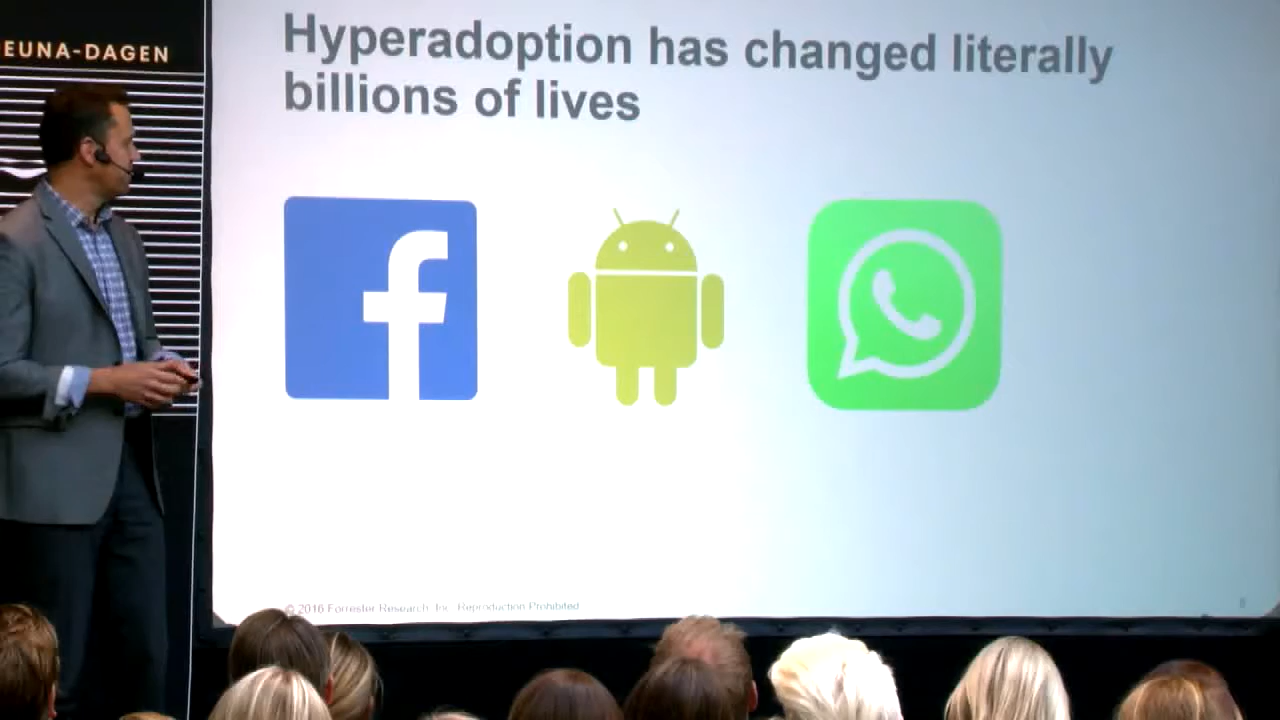 EUNA-DAGEN
Hyperadoption has changed literally
billions of lives
© 2016 Forrester Research, Inc. Reproduction Prohibited